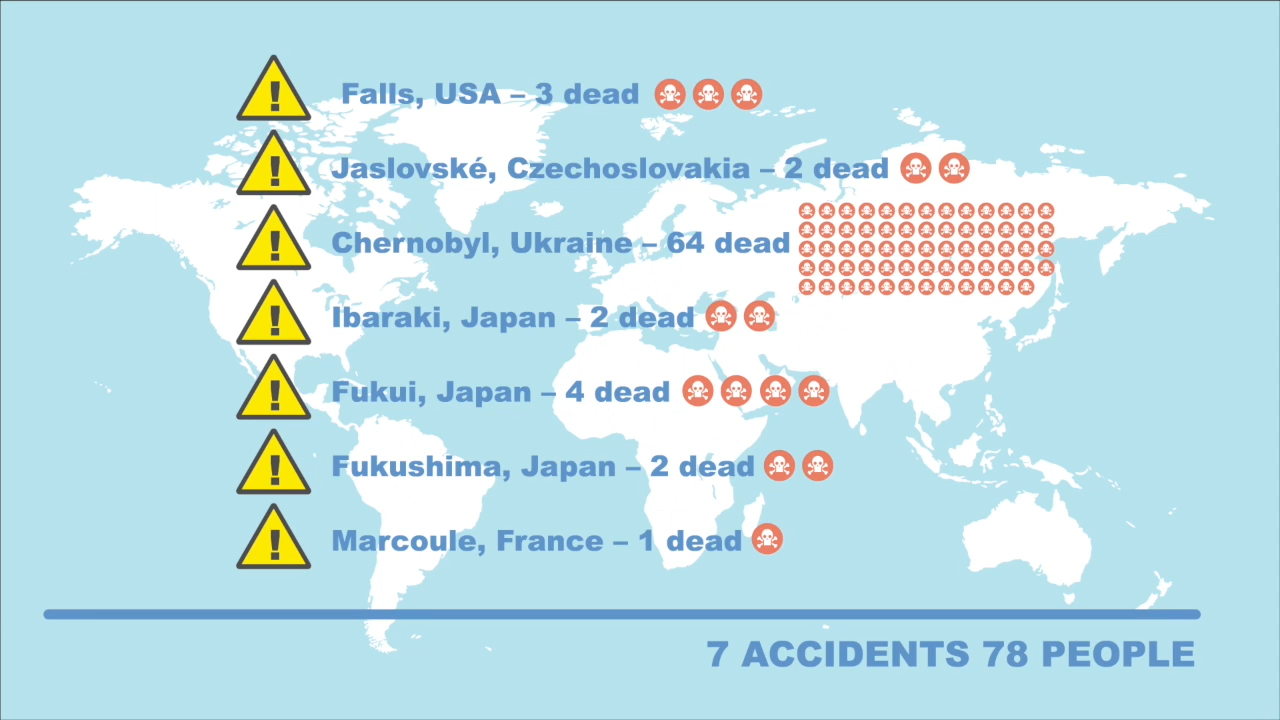 Falls, USA – 3 dead
Jaslovské, Czechoslovakia – 2 dead
Chernobyl, Ukraine – 64 dead
Ibaraki, Japan – 2 dead
Fukui, Japan – 4 dead
Fukushima, Japan – 2 dead
Marcoule, France – 1 dead
7 ACCIDENTS 78 PEOPLE